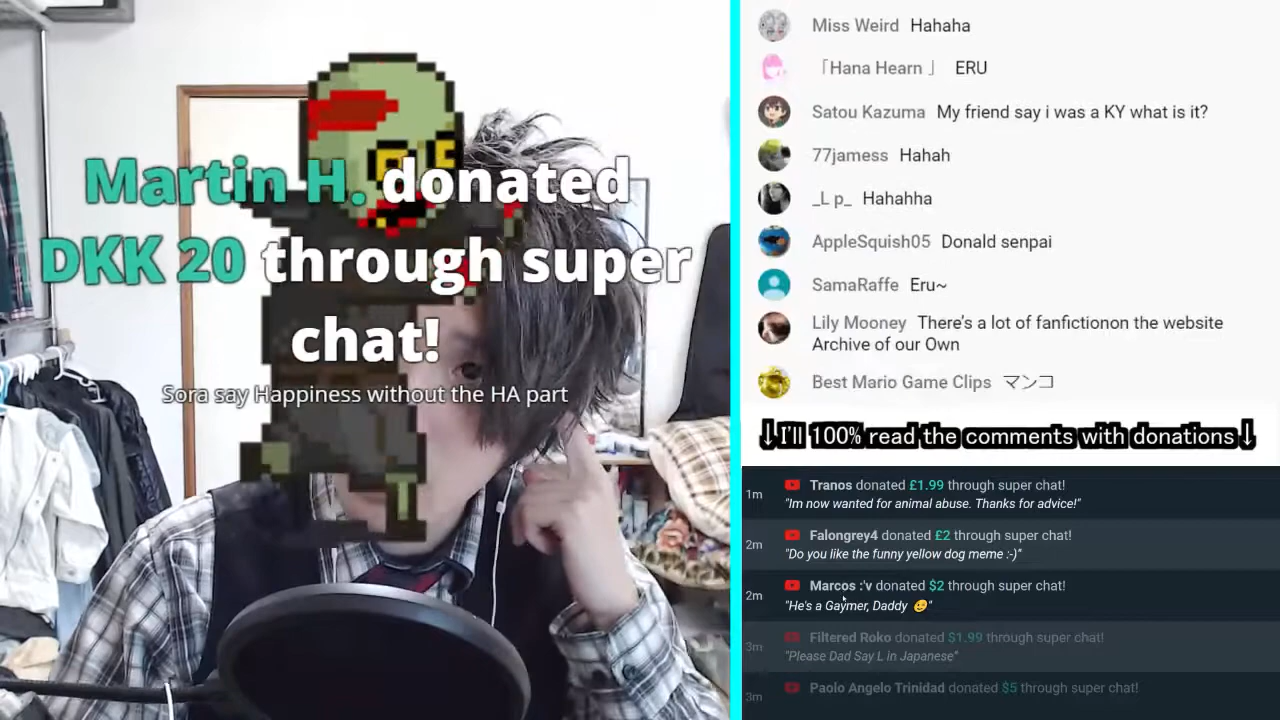 Martin H. donated
DKK 20 through super
chat!
Sora say Happiness without the HA part
Miss Weird Hahaha
「Hana Hearn 」 ERU
Satou Kazuma My friend say i was a KY what is it?
77jamess Hahah
_L p_ Hahahha
AppleSquish05 Donald senpai
SamaRaffe Eru~
Lily Mooney There's a lot of fanfictionon the website
Archive of our Own
Best Mario Game Clips マンコ
↓I'll 100% read the comments with donations↓
1m Tranos donated £1.99 through super chat!
"Im now wanted for animal abuse. Thanks for advice!"
2m Falongrey4 donated £2 through super chat!
"Do you like the funny yellow dog meme :-)"
2m Marcos :'v donated $2 through super chat!
"He's a Gaymer, Daddy 🥲"
3m Filtered Roko donated $1.99 through super chat!
"Please Dad Say L in Japanese"
3m Paolo Angelo Trinidad donated $5 through super chat!